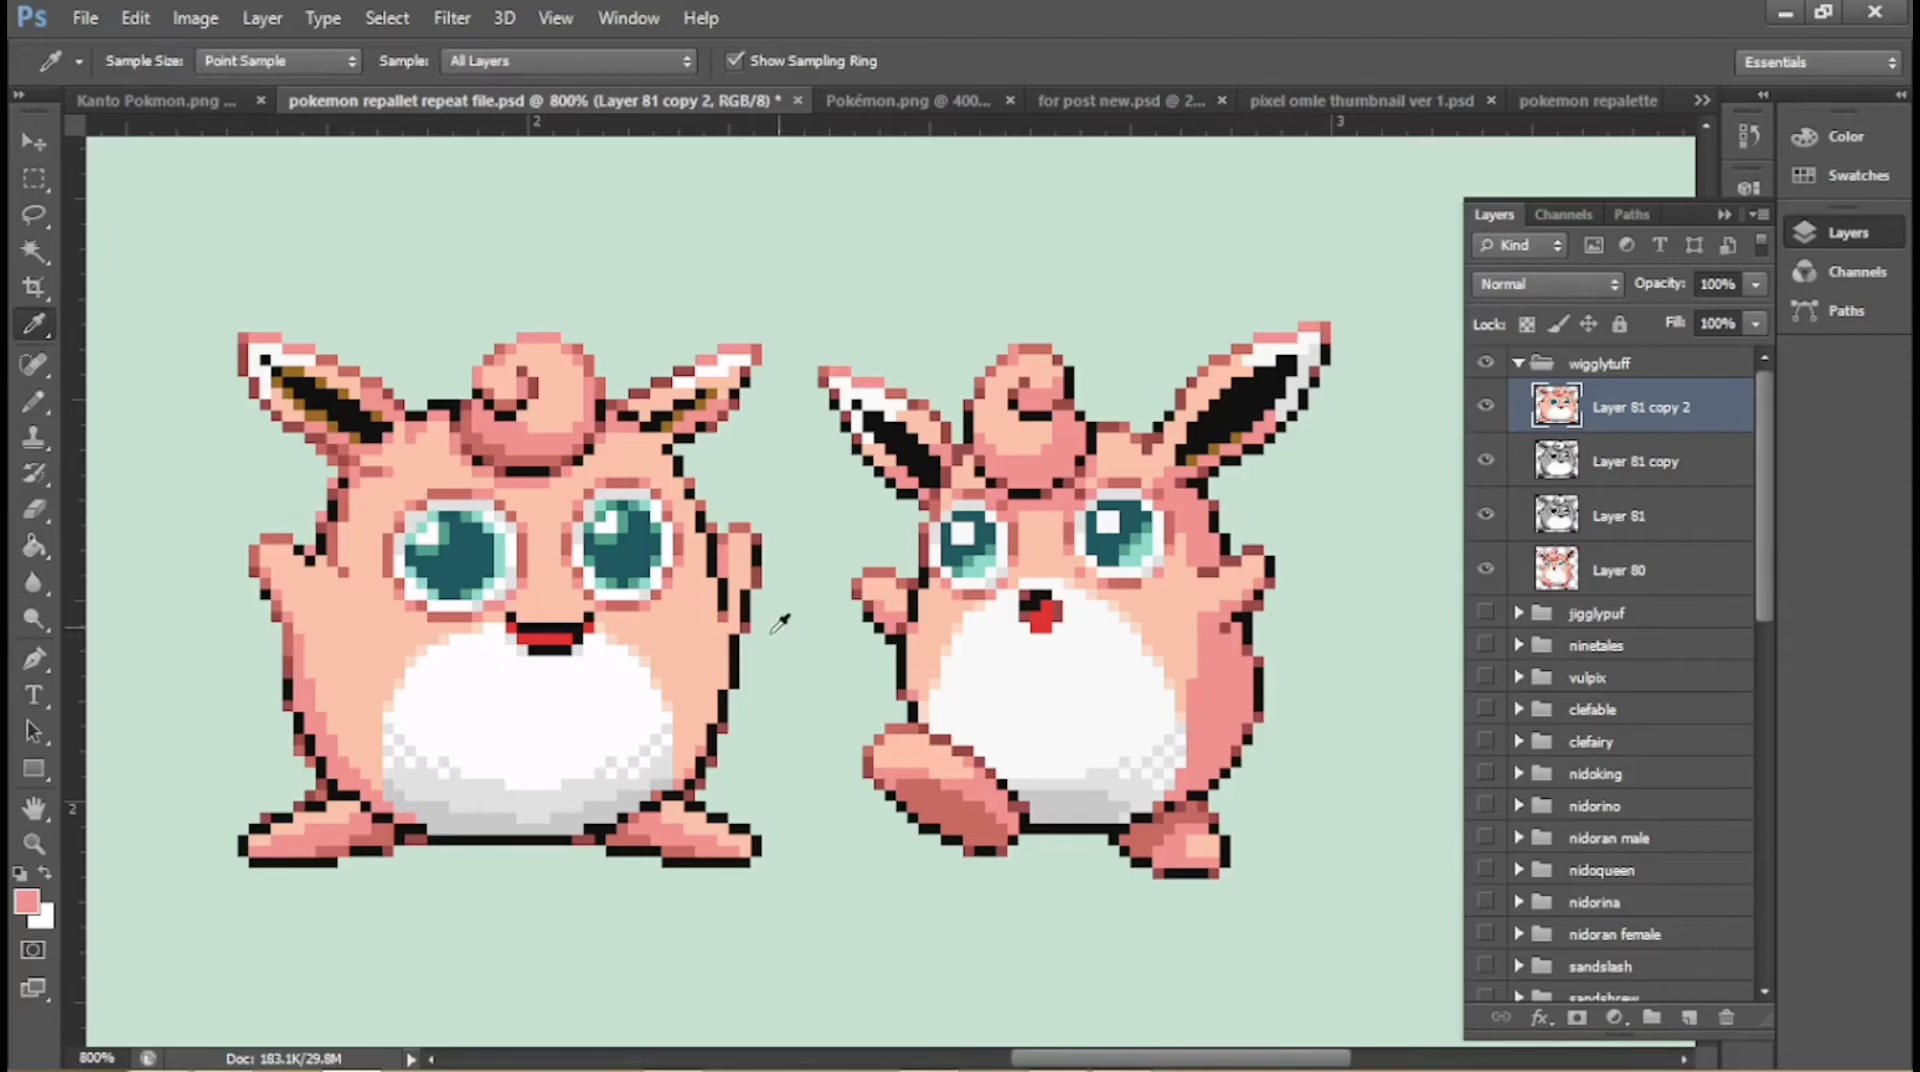 Ps File Edit Image Layer Type Select Filter 3D View Window Help
Sample Size: Point Sample Sample: All Layers Show Sampling Ring Essentials
Kanto Pokmon.png ... × pokemon repallet repeat file.psd @ 800% (Layer 81 copy 2, RGB/8) * × Pokémon.png @ 400... × for post new.psd @ 2... × pixel omle thumbnail ver 1.psd × pokemon repalette
2 3
Color
Swatches
Layers
Channels
Paths
Layers Channels Paths
Kind
Normal Opacity: 100%
Lock: Fill: 100%
wigglytuff
Layer 81 copy 2
Layer 81 copy
Layer 81
Layer 80
jigglypuf
ninetales
vulpix
clefable
clefairy
nidoking
nidorino
nidoran male
nidoqueen
nidorina
nidoran female
sandslash
sandshrew
2
800% Doc: 183.1K/29.8M